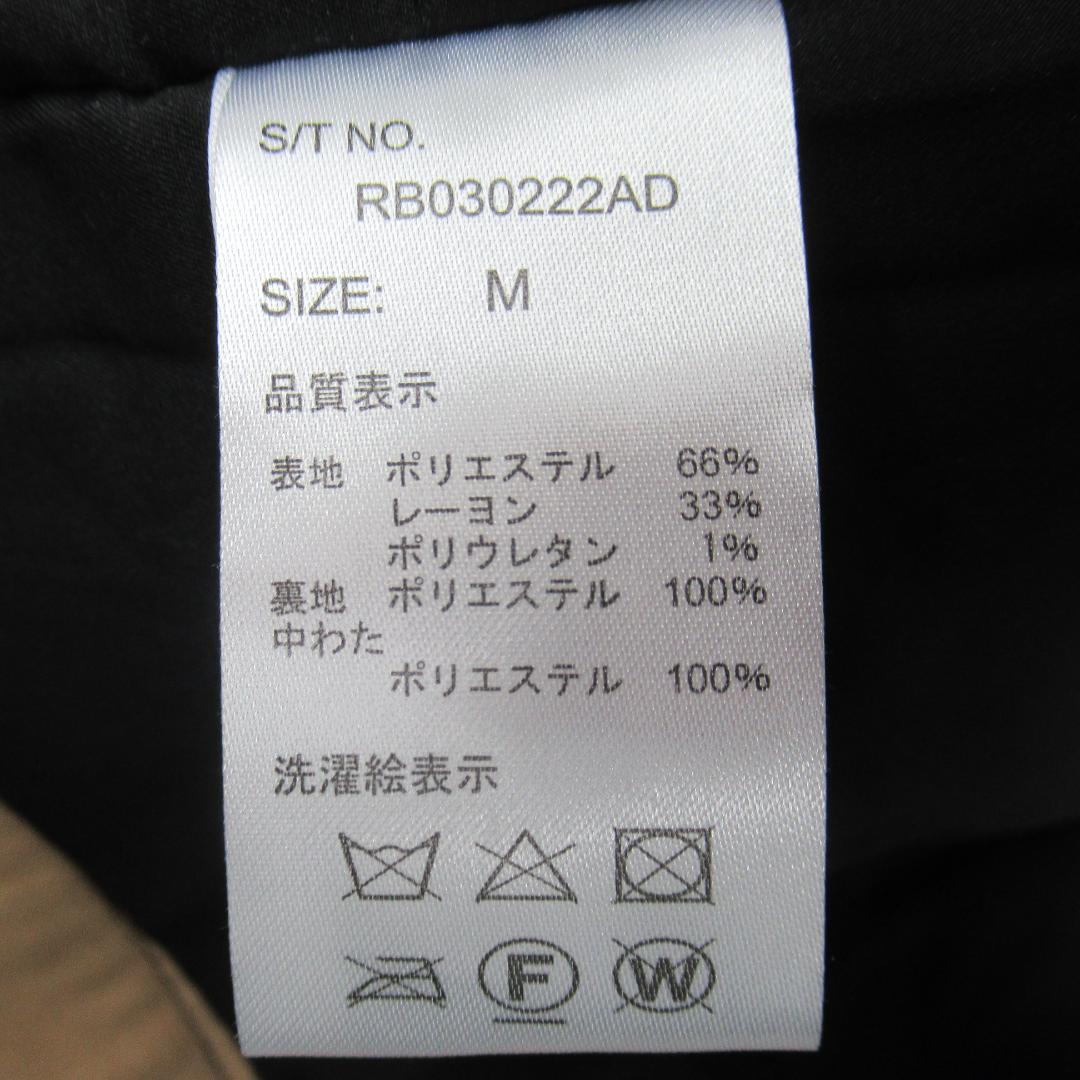 S/T NO.
RB030222AD
SIZE: M
品質表示
表地 ポリエステル 66%
レーヨン 33%
ポリウレタン 1%
裏地 ポリエステル 100%
中わた
ポリエステル 100%
洗濯絵表示
F W